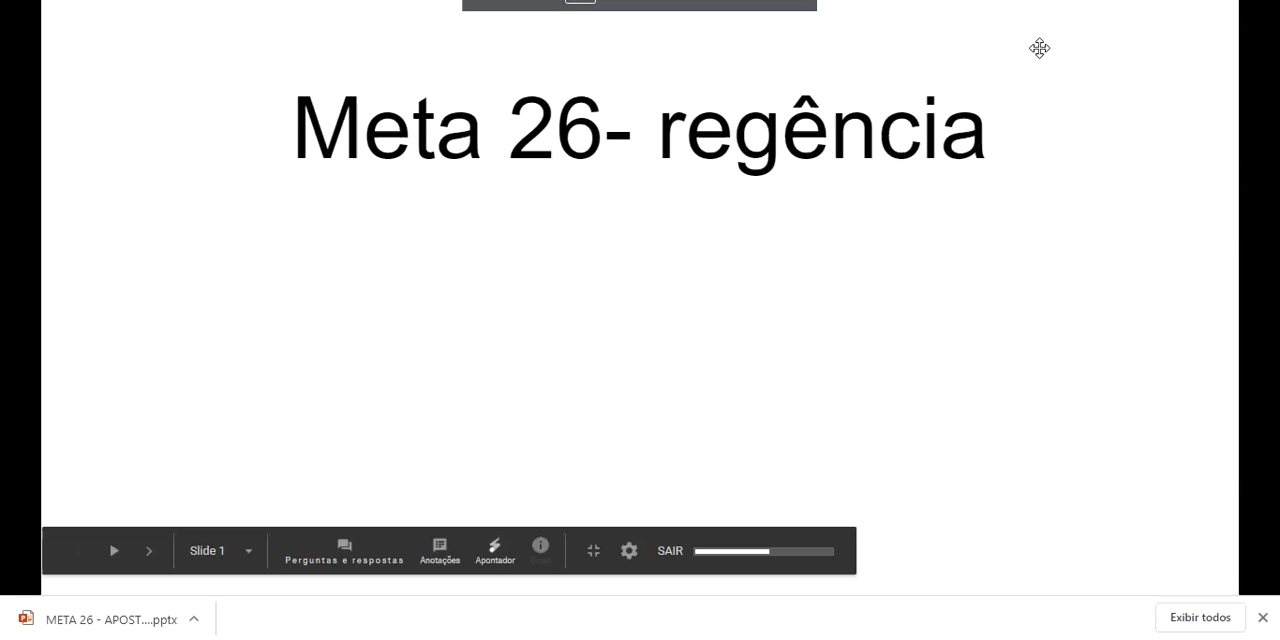 Meta 26- regência
Slide 1
Perguntas e respostas
Anotações
Apontador
SAIR
META 26 - APOST....pptx
Exibir todos